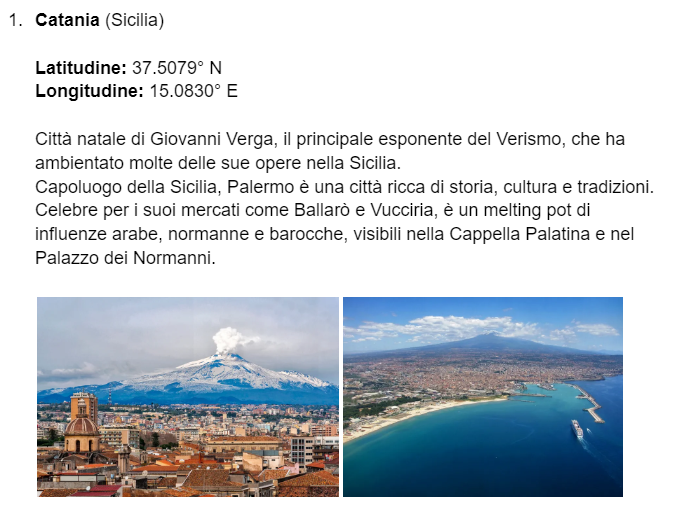 1. Catania (Sicilia)
Latitudine: 37.5079° N
Longitudine: 15.0830° E
Città natale di Giovanni Verga, il principale esponente del Verismo, che ha
ambientato molte delle sue opere nella Sicilia.
Capoluogo della Sicilia, Palermo è una città ricca di storia, cultura e tradizioni.
Celebre per i suoi mercati come Ballarò e Vucciria, è un melting pot di
influenze arabe, normanne e barocche, visibili nella Cappella Palatina e nel
Palazzo dei Normanni.